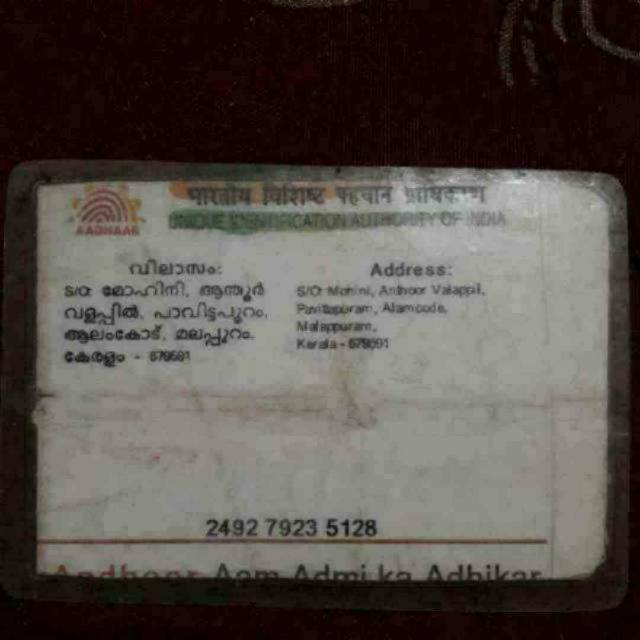 भारतीय विशिष्ट पहचान प्राधिकरण
AADHAAR
UNIQUE IDENTIFICATION AUTHORITY OF INDIA
വിലാസം:
S/O: മോഹിനി, ആന്തൂർ
വളപ്പിൽ, പാവിട്ടപ്പുറം,
ആലംകോട്, മലപ്പുറം,
കേരളം - 679591
Address:
S/O: Mohini, Anthoor Valappil,
Pavittapuram, Alamcode,
Malappuram,
Kerala - 679591
2492 7923 5128
Aadhaar-Aam Admi ka Adhikar